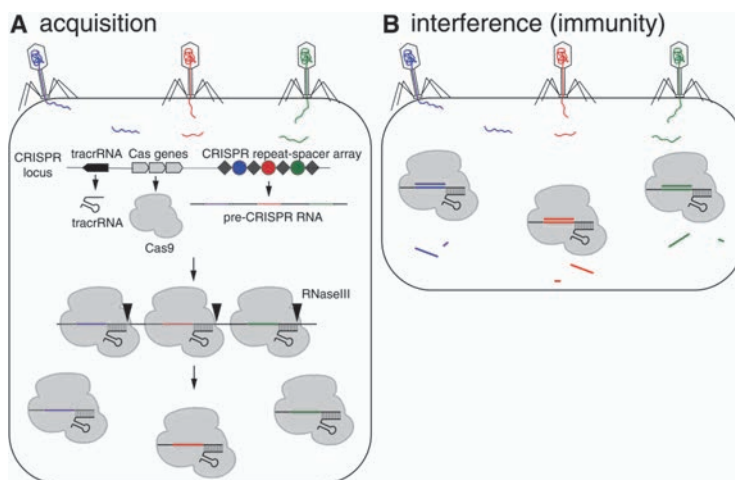 A acquisition
B interference (immunity)
CRISPR locus
tracrRNA
Cas genes
CRISPR repeat-spacer array
tracrRNA
Cas9
pre-CRISPR RNA
RNaseIII